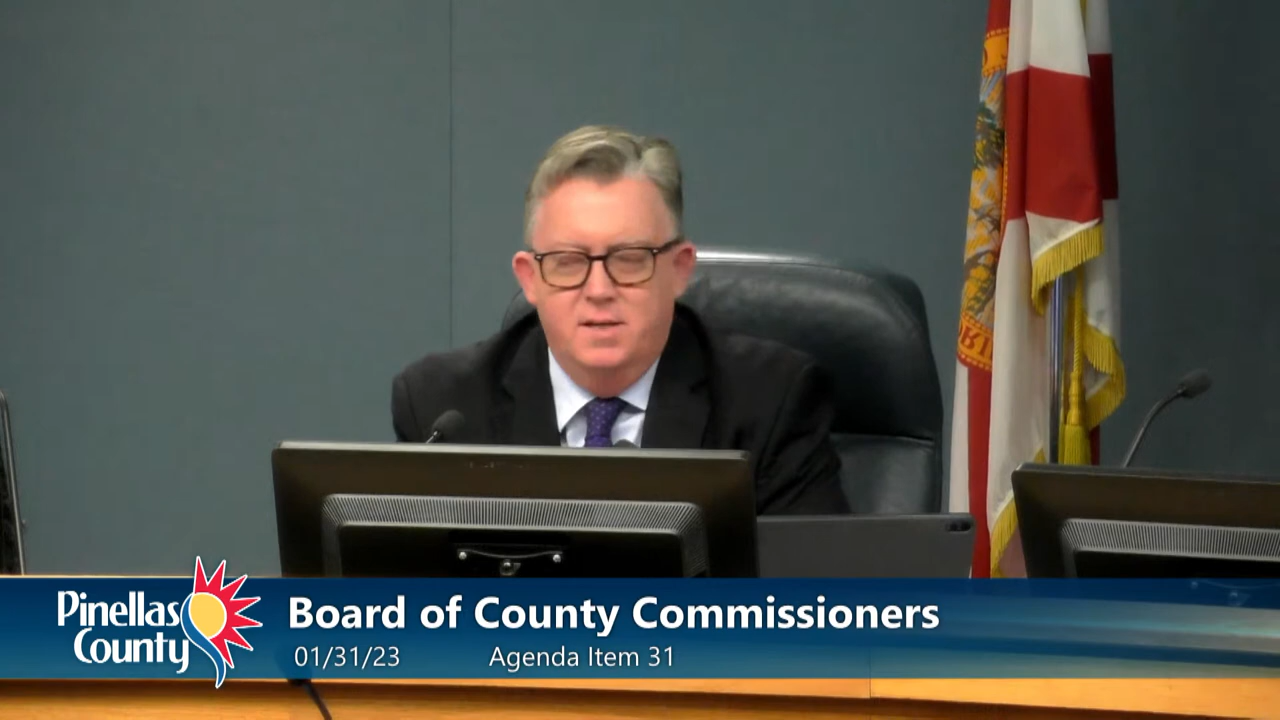 Pinellas
County
Board of County Commissioners
01/31/23 Agenda Item 31